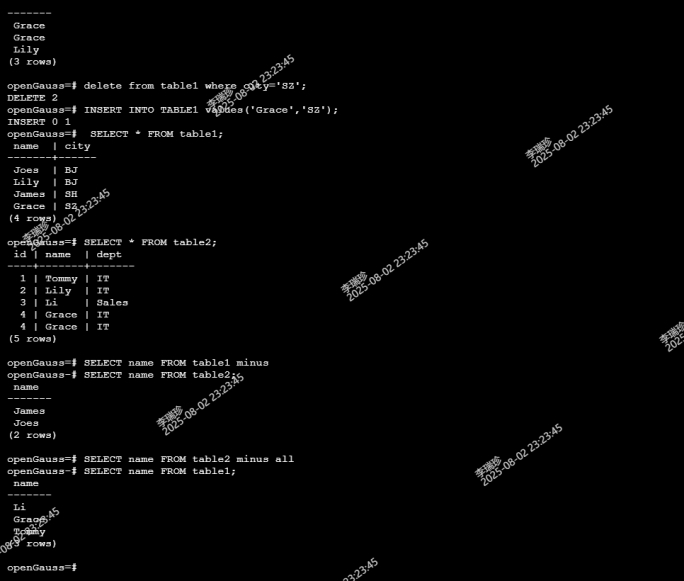 -------
 Grace
 Grace
 Lily
(3 rows)
openGauss=# delete from table1 where city='SZ';
DELETE 2
openGauss=# INSERT INTO TABLE1 values('Grace','SZ');
INSERT 0 1
openGauss=#  SELECT * FROM table1;
 name  | city
-------+------
 Joes  | BJ
 Lily  | BJ
 James | SH
 Grace | SZ
(4 rows)
openGauss=# SELECT * FROM table2;
 id | name  | dept
----+-------+-------
  1 | Tommy | IT
  2 | Lily  | IT
  3 | Li    | Sales
  4 | Grace | IT
  4 | Grace | IT
(5 rows)
openGauss=# SELECT name FROM table1 minus
openGauss-# SELECT name FROM table2;
 name
-------
 James
 Joes
(2 rows)
openGauss=# SELECT name FROM table2 minus all
openGauss-# SELECT name FROM table1;
 name
-------
 Li
 Grace
 Tommy
(3 rows)
openGauss=#
李瑞珍
2025-08-02 23:23:45
李瑞珍
2025-08-02 23:23:45
李瑞珍
2025-08-02 23:23:45
李瑞珍
2025-08-02 23:23:45
李瑞珍
2025
李瑞珍
2025-08-02 23:23:45
李瑞珍
2025-08-02 23:23:45
-08-02 23:23:45
23:23:45